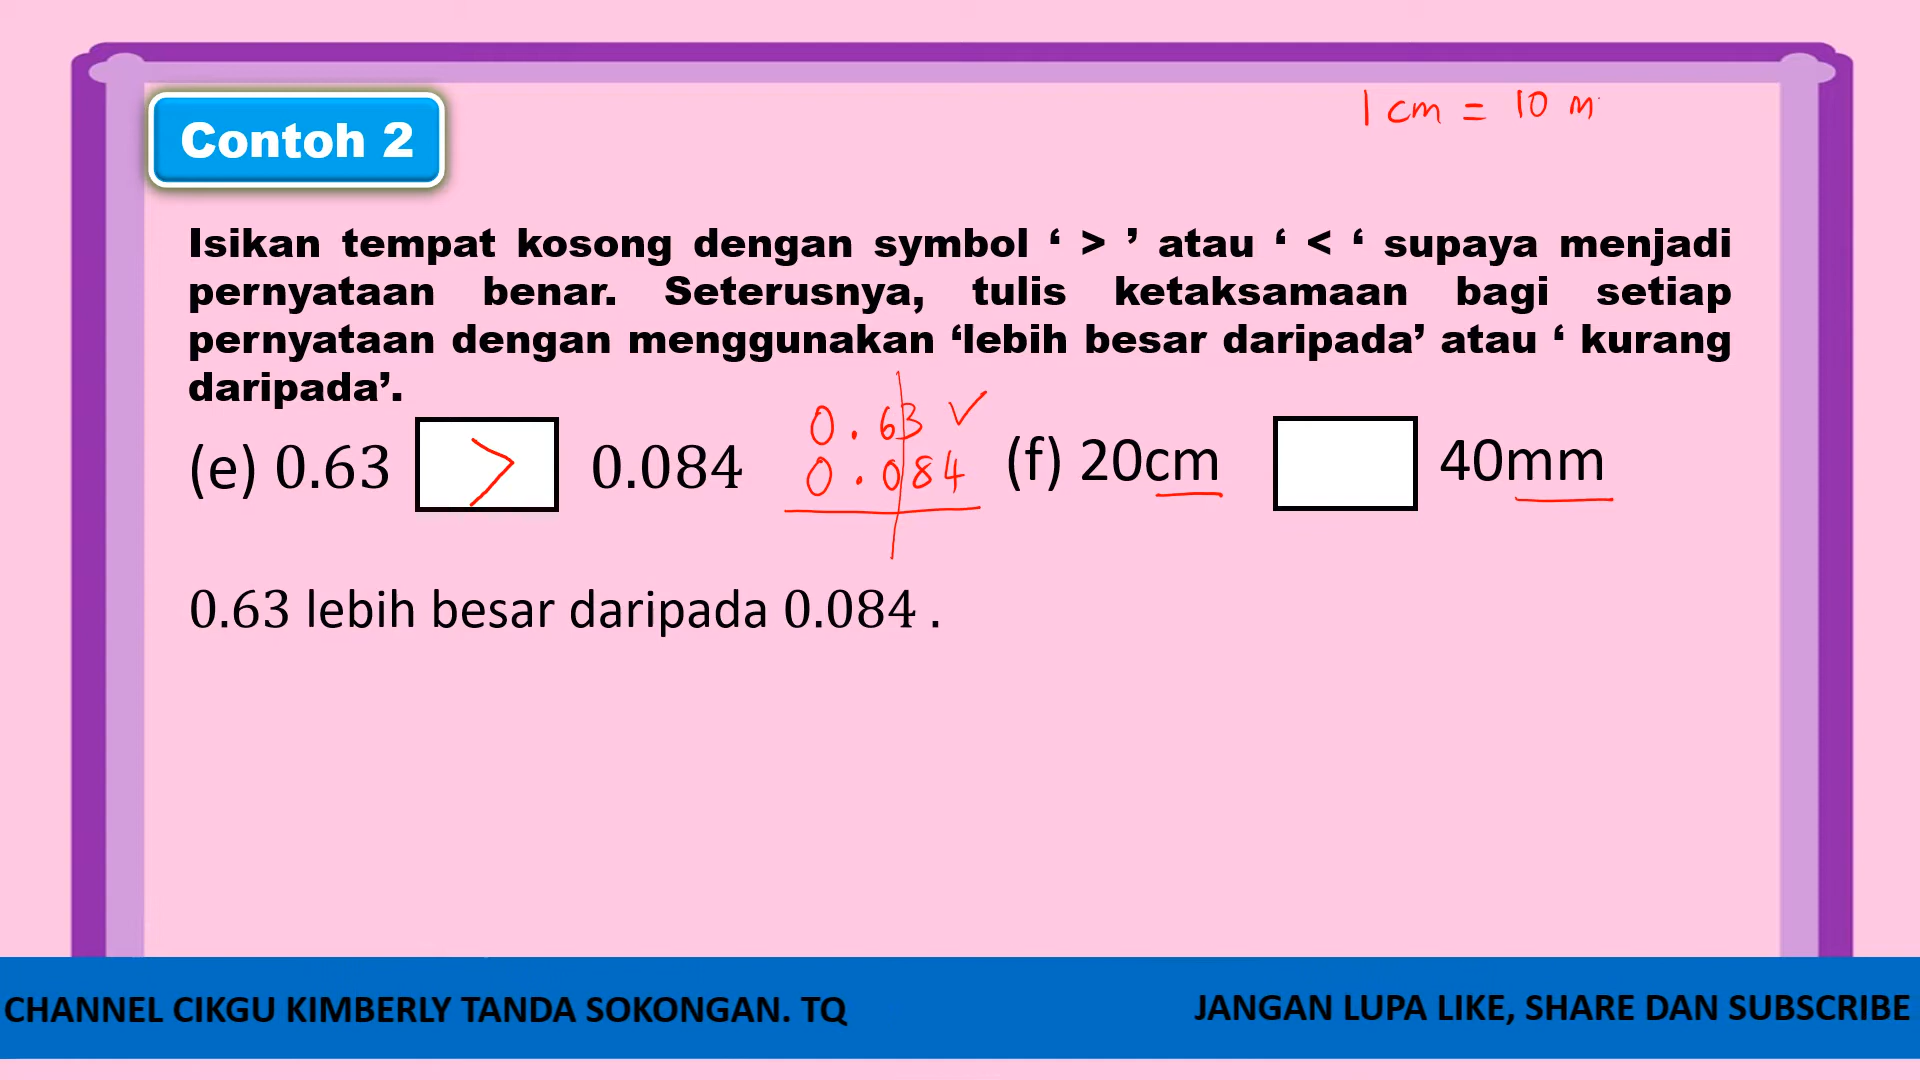 1 cm = 10 m
Contoh 2
Isikan tempat kosong dengan symbol ‘ > ’ atau ‘ < ‘ supaya menjadi
pernyataan benar. Seterusnya, tulis ketaksamaan bagi setiap
pernyataan dengan menggunakan ‘lebih besar daripada’ atau ‘ kurang
daripada’.
(e) 0.63 > 0.084
0.63 ✓
0.084
(f) 20cm 40mm
0.63 lebih besar daripada 0.084 .
CHANNEL CIKGU KIMBERLY TANDA SOKONGAN. TQ
JANGAN LUPA LIKE, SHARE DAN SUBSCRIBE